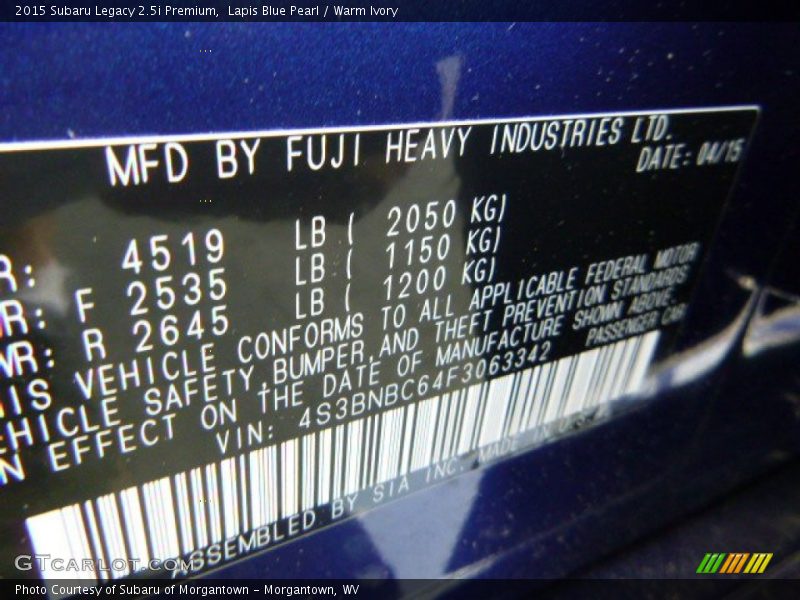 2015 Subaru Legacy 2.5i Premium, Lapis Blue Pearl / Warm Ivory
MFD BY FUJI HEAVY INDUSTRIES LTD.
DATE: 04/15
R: 4519 LB ( 2050 KG)
R: F 2535 LB ( 1150 KG)
WR: R 2645 LB ( 1200 KG)
HIS VEHICLE CONFORMS TO ALL APPLICABLE FEDERAL MOTOR
EHICLE SAFETY,BUMPER,AND THEFT PREVENTION STANDARDS
N EFFECT ON THE DATE OF MANUFACTURE SHOWN ABOVE.
VIN: 4S3BNBC64F3063342 PASSENGER CAR
ASSEMBLED BY SIA INC. MADE IN U.S.A.
GTCARLOT.COM
Photo Courtesy of Subaru of Morgantown - Morgantown, WV